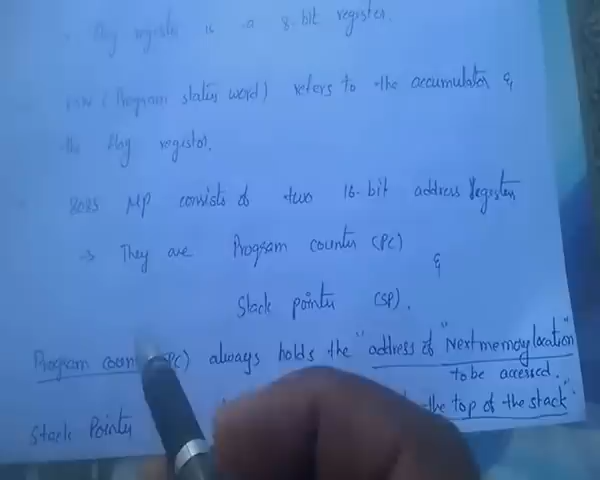 Flag register is a 8-bit register.
PSW (Program status word) refers to the accumulator &
the flag register.
8085 MP consists of two 16-bit address Register
→ They are Program counter (PC)
&
Stack pointer (SP).
Program count (PC) always holds the "address of "Next memory location"
to be accessed.
Stack Pointer the top of the stack"